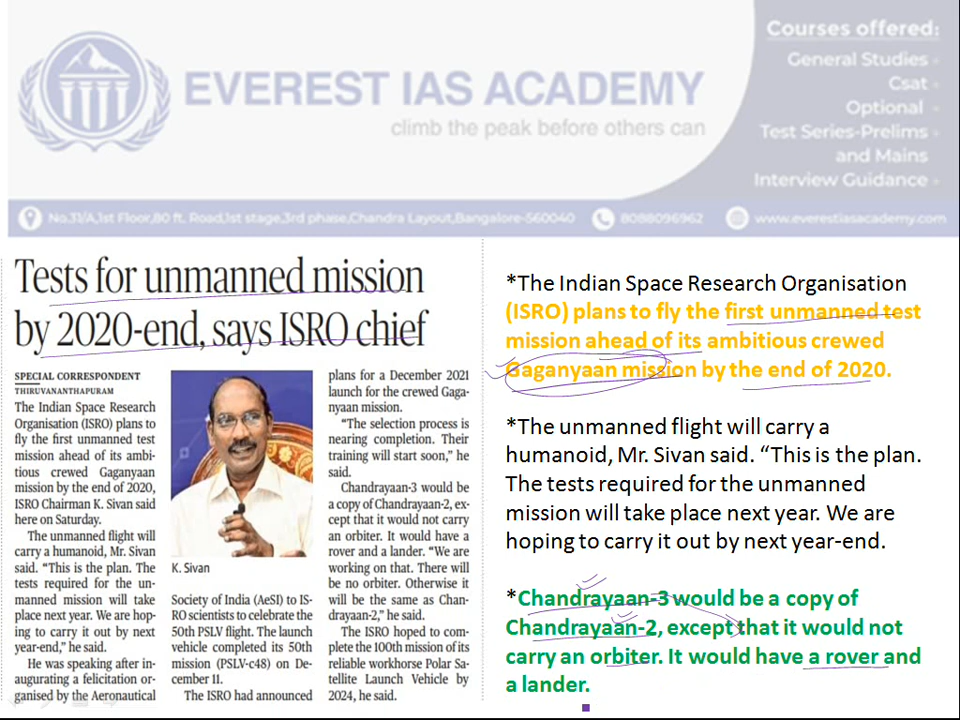 Courses offered:
General Studies
Csat
Optional
Test Series-Prelims
and Mains
Interview Guidance
EVEREST IAS ACADEMY
climb the peak before others can
No.31/A,1st Floor,80 ft. Road,1st stage,3rd phase,Chandra Layout,Bangalore-560040
8088096962
www.everestiasacademy.com
Tests for unmanned mission
by 2020-end, says ISRO chief
SPECIAL CORRESPONDENT
THIRUVANANTHAPURAM
The Indian Space Research
Organisation (ISRO) plans to
fly the first unmanned test
mission ahead of its ambi-
tious crewed Gaganyaan
mission by the end of 2020,
ISRO Chairman K. Sivan said
here on Saturday.
The unmanned flight will
carry a humanoid, Mr. Sivan
said. “This is the plan. The
tests required for the un-
manned mission will take
place next year. We are hop-
ing to carry it out by next
year-end,” he said.
He was speaking after in-
augurating a felicitation or-
ganised by the Aeronautical
K. Sivan
Society of India (AeSI) to IS-
RO scientists to celebrate the
50th PSLV flight. The launch
vehicle completed its 50th
mission (PSLV-c48) on De-
cember 11.
The ISRO had announced
plans for a December 2021
launch for the crewed Gaga-
nyaan mission.
“The selection process is
nearing completion. Their
training will start soon,” he
said.
Chandrayaan-3 would be
a copy of Chandrayaan-2, ex-
cept that it would not carry
an orbiter. It would have a
rover and a lander. “We are
working on that. There will
be no orbiter. Otherwise it
will be the same as Chan-
drayaan-2,” he said.
The ISRO hoped to com-
plete the 100th mission of its
reliable workhorse Polar Sa-
tellite Launch Vehicle by
2024, he said.
*The Indian Space Research Organisation
(ISRO) plans to fly the first unmanned test
mission ahead of its ambitious crewed
Gaganyaan mission by the end of 2020.
*The unmanned flight will carry a
humanoid, Mr. Sivan said. “This is the plan.
The tests required for the unmanned
mission will take place next year. We are
hoping to carry it out by next year-end.
*Chandrayaan-3 would be a copy of
Chandrayaan-2, except that it would not
carry an orbiter. It would have a rover and
a lander.